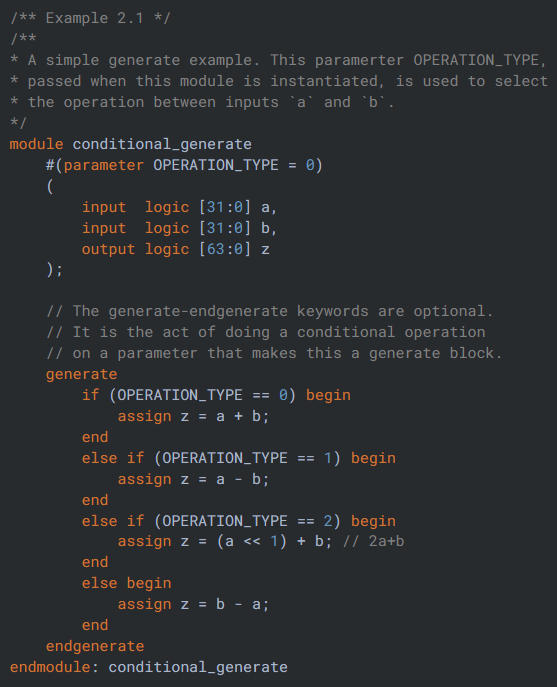 /** Example 2.1 */
/**
* A simple generate example. This paramerter OPERATION_TYPE,
* passed when this module is instantiated, is used to select
* the operation between inputs `a` and `b`.
*/
module conditional_generate
    #(parameter OPERATION_TYPE = 0)
    (
        input  logic [31:0] a,
        input  logic [31:0] b,
        output logic [63:0] z
    );

    // The generate-endgenerate keywords are optional.
    // It is the act of doing a conditional operation
    // on a parameter that makes this a generate block.
    generate
        if (OPERATION_TYPE == 0) begin
            assign z = a + b;
        end
        else if (OPERATION_TYPE == 1) begin
            assign z = a - b;
        end
        else if (OPERATION_TYPE == 2) begin
            assign z = (a << 1) + b; // 2a+b
        end
        else begin
            assign z = b - a;
        end
    endgenerate
endmodule: conditional_generate